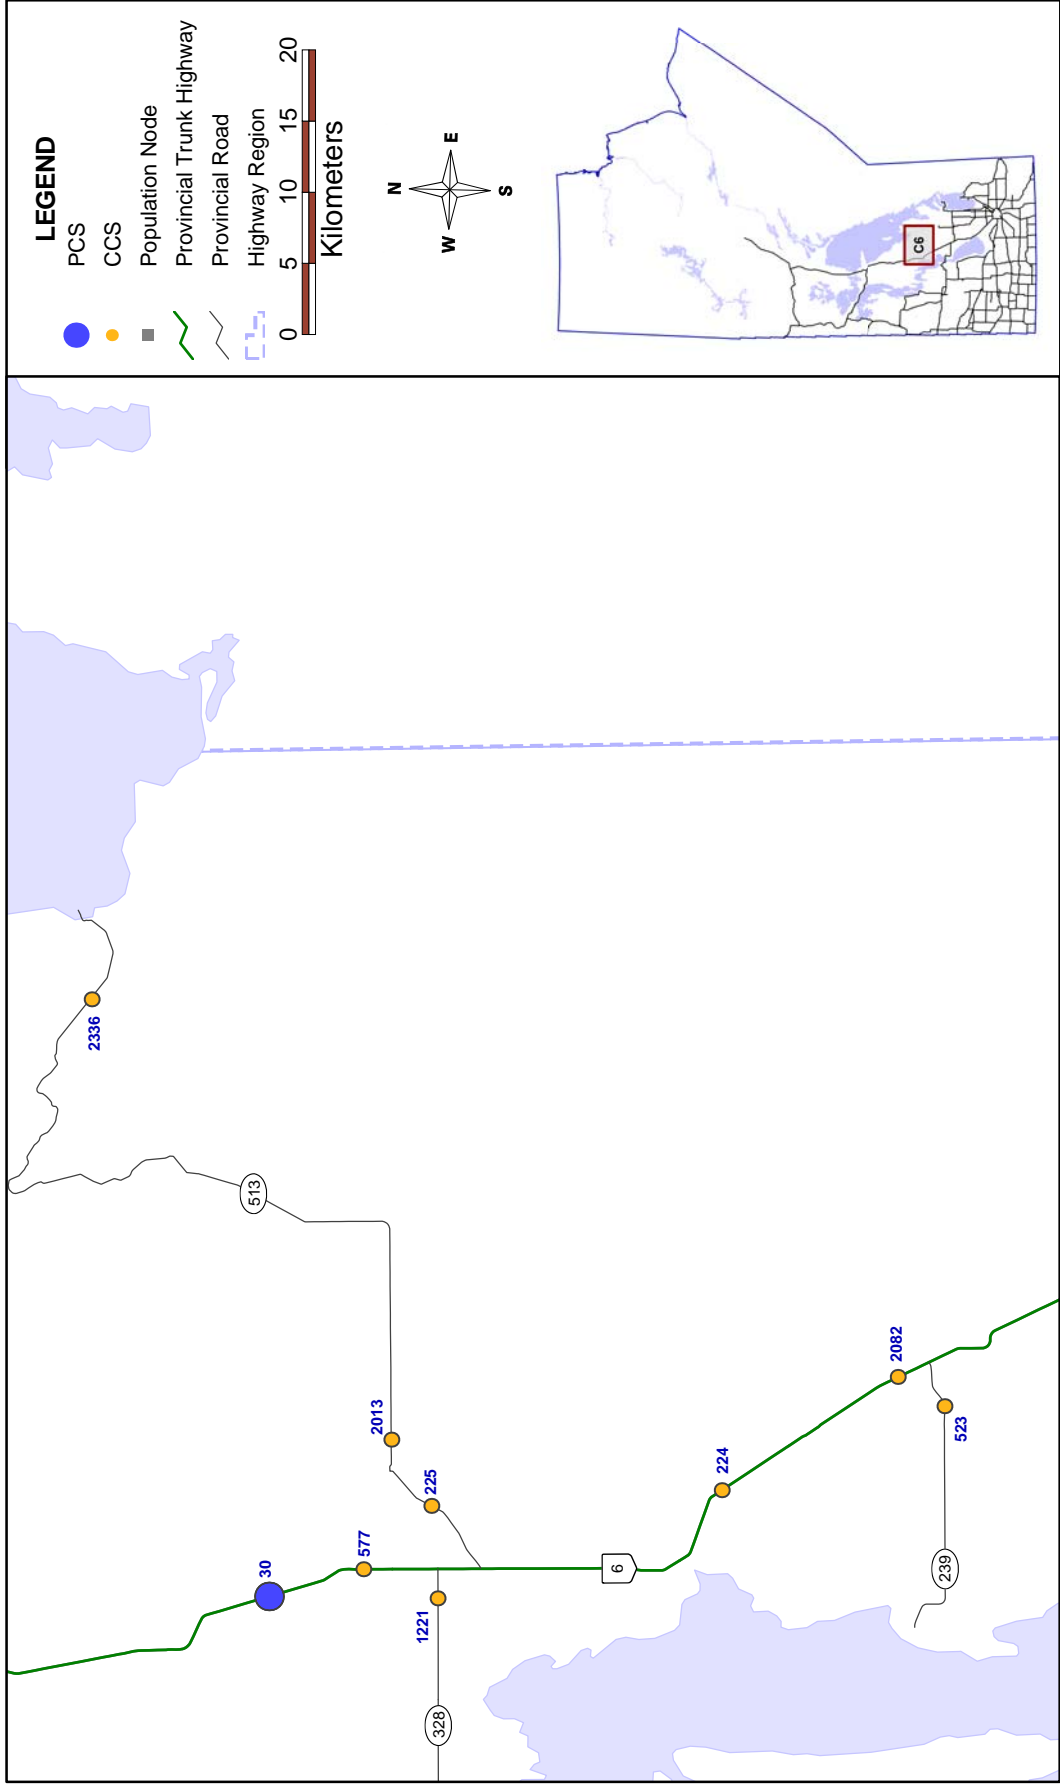 LEGEND
PCS
CCS
Population Node
Provincial Trunk Highway
Provincial Road
Highway Region
0 5 10 15 20
Kilometers
N
W E
S
C6
2336
513
2013
225
577
30
1221
328
6
224
2082
523
239